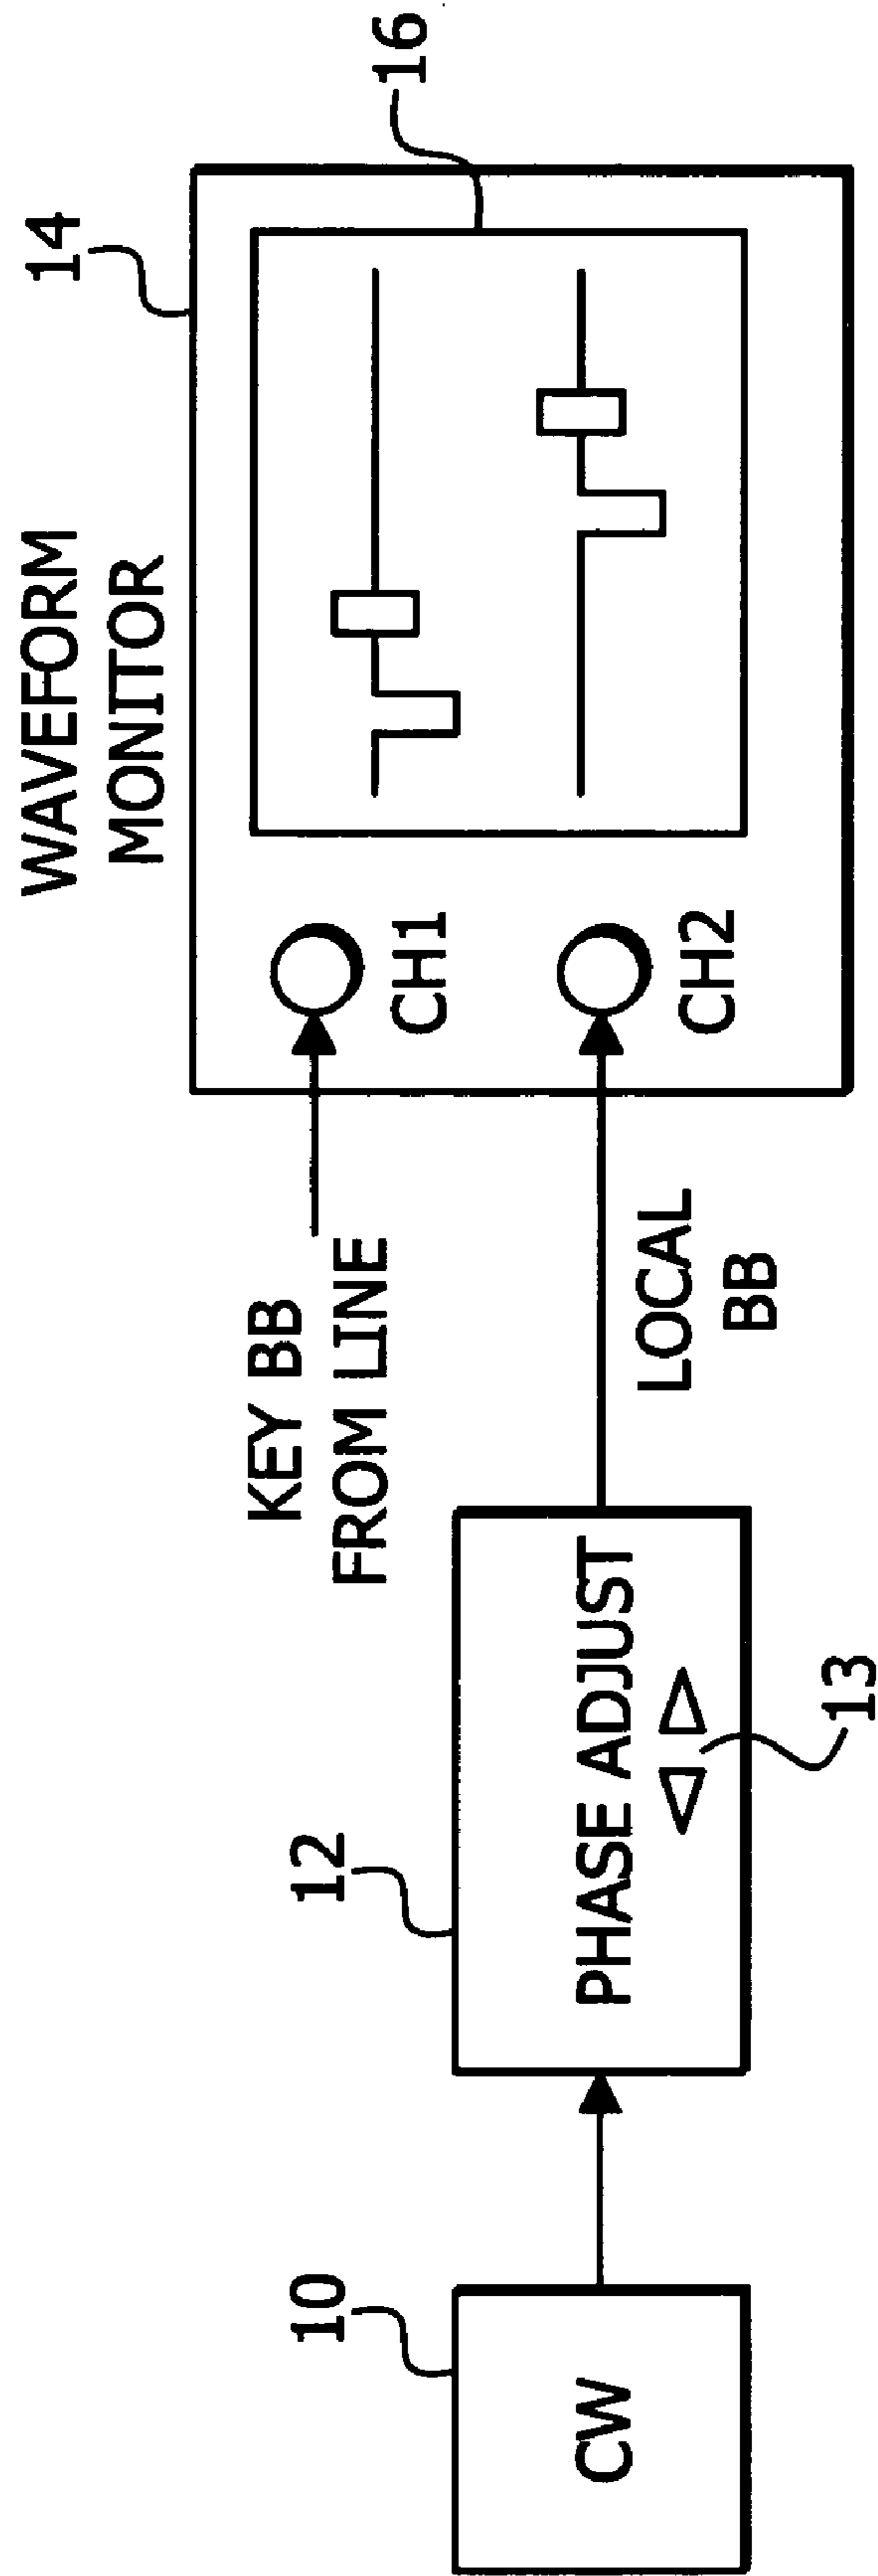 WAVEFORM
MONITOR
14
16
KEY BB
FROM LINE
CH1
10
12
CW
PHASE ADJUST
LOCAL
BB
CH2
13